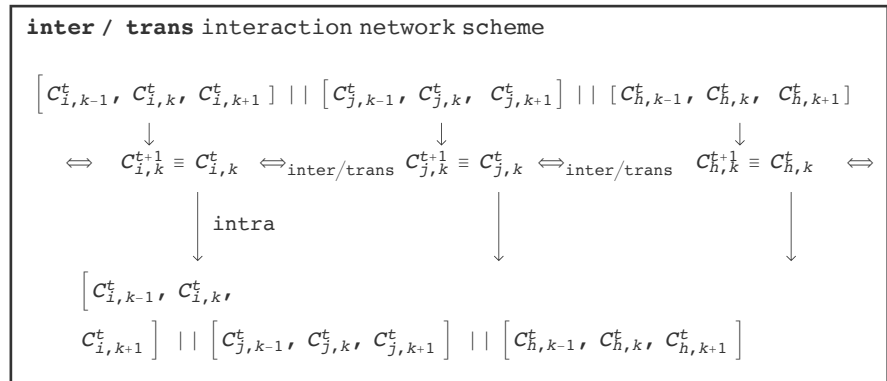 inter / trans interaction network scheme
[C^t_{i,k-1}, C^t_{i,k}, C^t_{i,k+1}] || [C^t_{j,k-1}, C^t_{j,k}, C^t_{j,k+1}] || [C^t_{h,k-1}, C^t_{h,k}, C^t_{h,k+1}]
↓ ↓ ↓
⇔ C^{t+1}_{i,k} ≡ C^t_{i,k} ⇔_{inter/trans} C^{t+1}_{j,k} ≡ C^t_{j,k} ⇔_{inter/trans} C^{t+1}_{h,k} ≡ C^t_{h,k} ⇔
↓ intra ↓ ↓
[C^t_{i,k-1}, C^t_{i,k},
C^t_{i,k+1}] || [C^t_{j,k-1}, C^t_{j,k}, C^t_{j,k+1}] || [C^t_{h,k-1}, C^t_{h,k}, C^t_{h,k+1}]